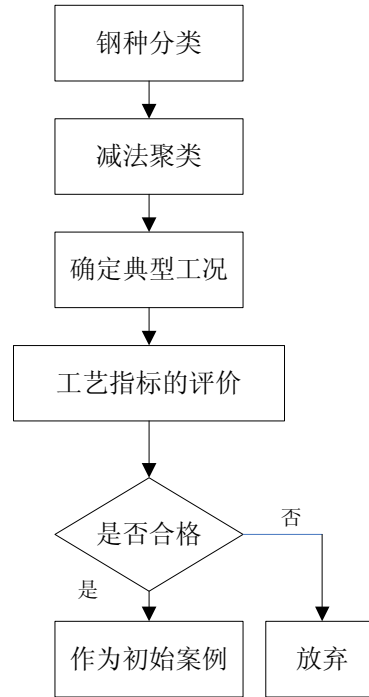 钢种分类
减法聚类
确定典型工况
工艺指标的评价
是否合格
否
是
作为初始案例
放弃